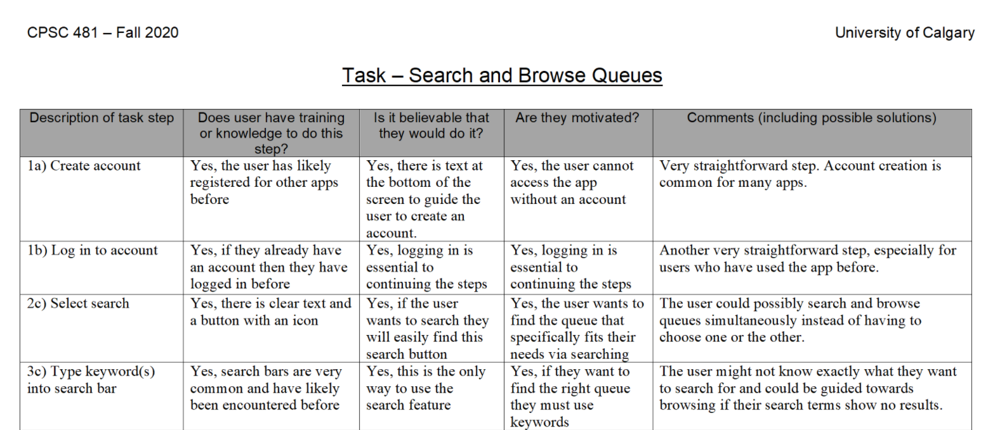 CPSC 481 – Fall 2020
University of Calgary
Task – Search and Browse Queues
Description of task step
Does user have training
or knowledge to do this
step?
Is it believable that
they would do it?
Are they motivated?
Comments (including possible solutions)
1a) Create account
Yes, the user has likely
registered for other apps
before
Yes, there is text at
the bottom of the
screen to guide the
user to create an
account.
Yes, the user cannot
access the app
without an account
Very straightforward step. Account creation is
common for many apps.
1b) Log in to account
Yes, if they already have
an account then they have
logged in before
Yes, logging in is
essential to
continuing the steps
Yes, logging in is
essential to
continuing the steps
Another very straightforward step, especially for
users who have used the app before.
2c) Select search
Yes, there is clear text and
a button with an icon
Yes, if the user
wants to search they
will easily find this
search button
Yes, the user wants to
find the queue that
specifically fits their
needs via searching
The user could possibly search and browse
queues simultaneously instead of having to
choose one or the other.
3c) Type keyword(s)
into search bar
Yes, search bars are very
common and have likely
been encountered before
Yes, this is the only
way to use the
search feature
Yes, if they want to
find the right queue
they must use
keywords
The user might not know exactly what they want
to search for and could be guided towards
browsing if their search terms show no results.